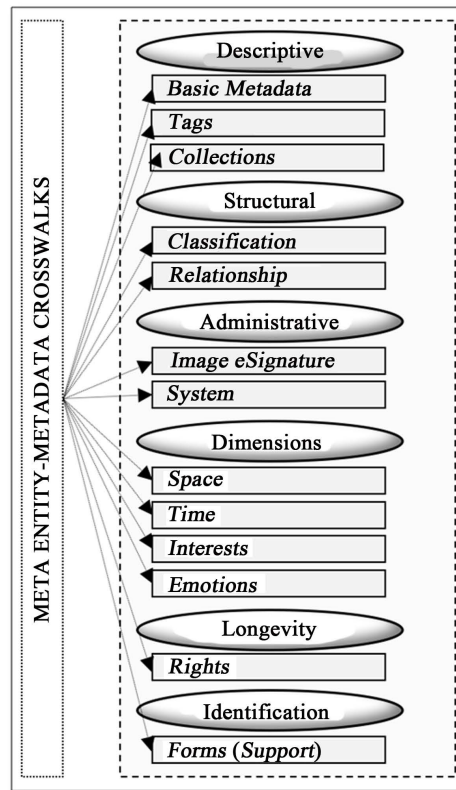 META ENTITY-METADATA CROSSWALKS
Descriptive
Basic Metadata
Tags
Collections
Structural
Classification
Relationship
Administrative
Image eSignature
System
Dimensions
Space
Time
Interests
Emotions
Longevity
Rights
Identification
Forms (Support)